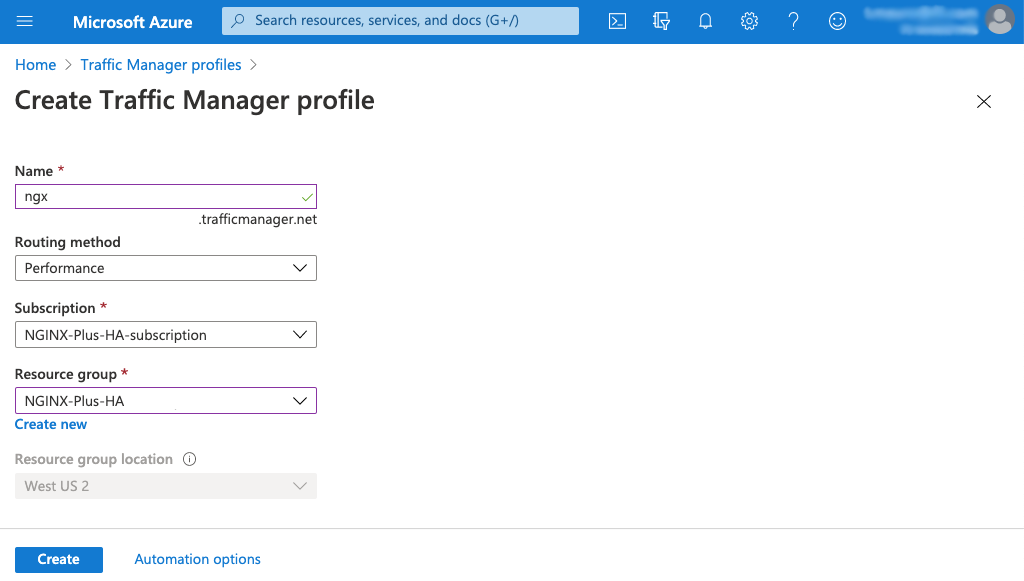 Microsoft Azure
Search resources, services, and docs (G+/)
Home > Traffic Manager profiles >
Create Traffic Manager profile
Name *
ngx
.trafficmanager.net
Routing method
Performance
Subscription *
NGINX-Plus-HA-subscription
Resource group *
NGINX-Plus-HA
Create new
Resource group location
West US 2
Create
Automation options